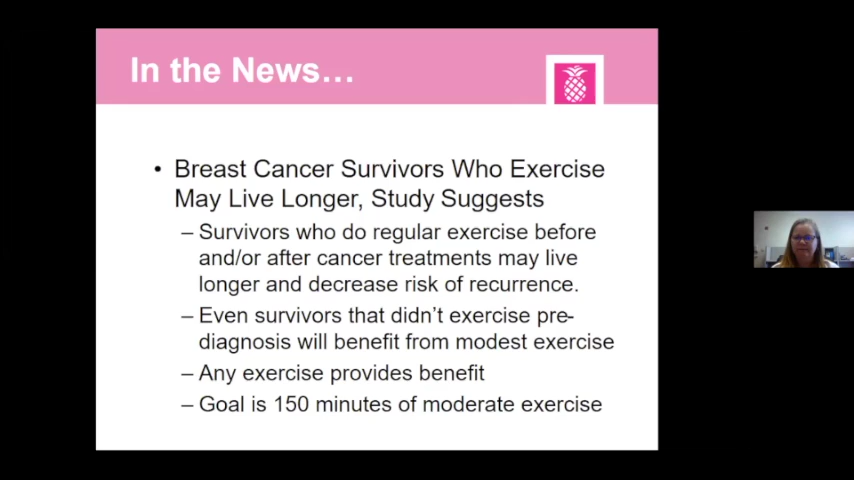 In the News…
• Breast Cancer Survivors Who Exercise
May Live Longer, Study Suggests
– Survivors who do regular exercise before
and/or after cancer treatments may live
longer and decrease risk of recurrence.
– Even survivors that didn’t exercise pre-
diagnosis will benefit from modest exercise
– Any exercise provides benefit
– Goal is 150 minutes of moderate exercise